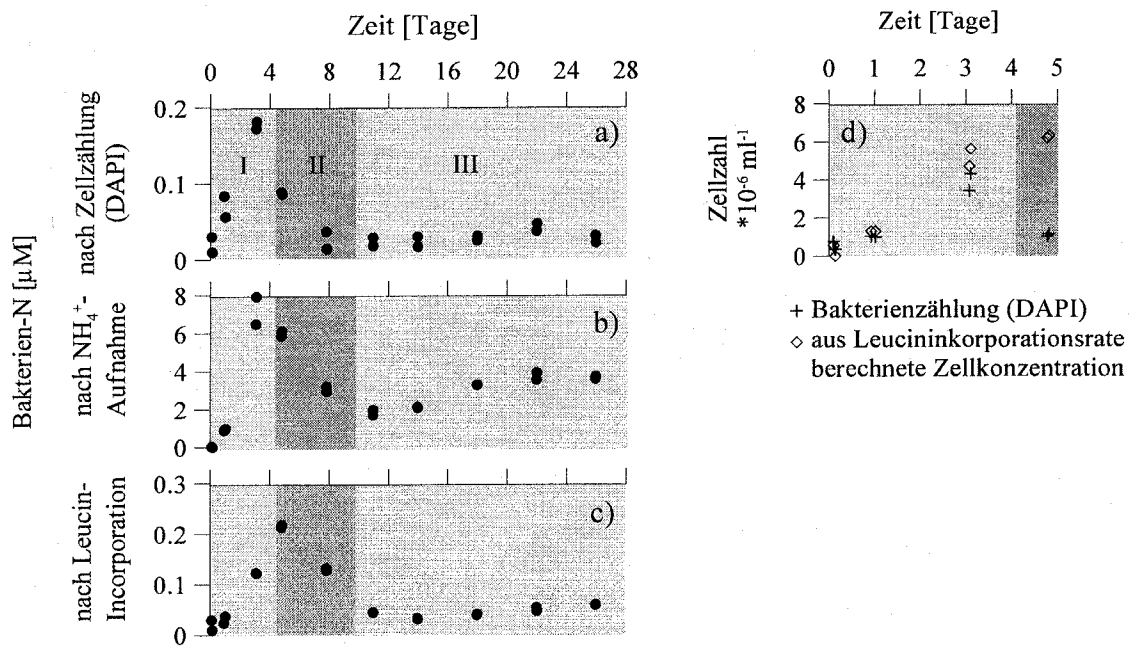 Zeit [Tage]
0 4 8 12 16 20 24 28
Bakterien-N [µM]
nach Zellzählung
(DAPI)
0.2
0.1
0
a)
I
II
III
nach NH₄⁺-
Aufnahme
8
6
4
2
0
b)
nach Leucin-
Incorporation
0.3
0.2
0.1
0
c)
Zeit [Tage]
0 1 2 3 4 5
Zellzahl
*10⁻⁶ ml⁻¹
8
6
4
2
0
d)
+ Bakterienzählung (DAPI)
◇ aus Leucininkorporationsrate
berechnete Zellkonzentration